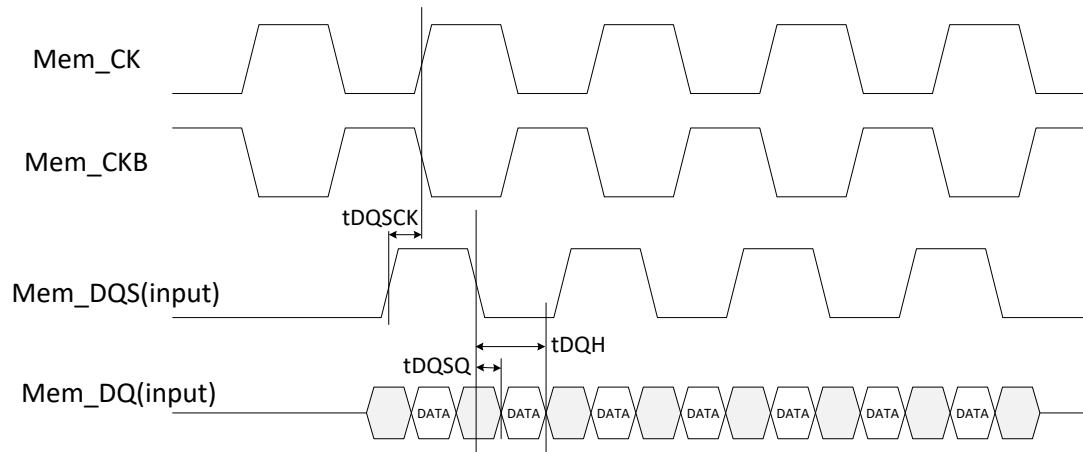 Mem_CK
Mem_CKB
tDQSCK
Mem_DQS(input)
tDQH
tDQSQ
Mem_DQ(input)
DATA DATA DATA DATA DATA DATA DATA